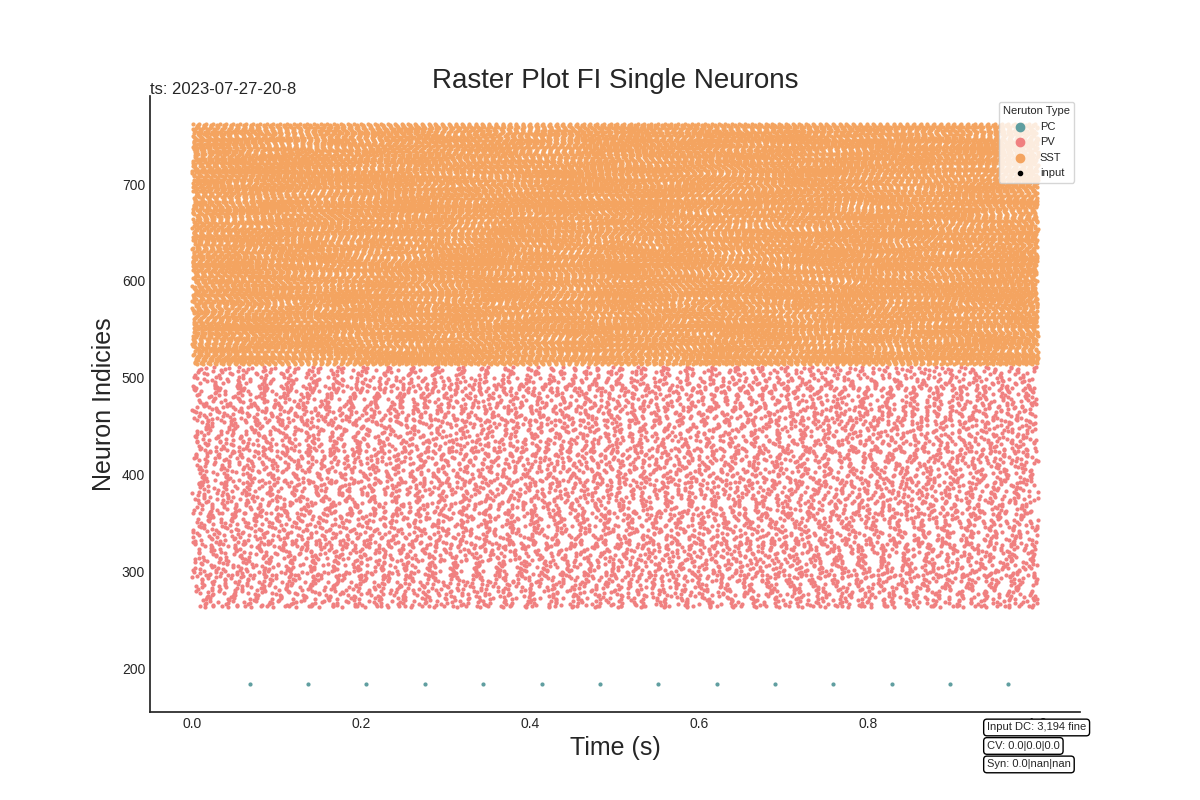 Raster Plot FI Single Neurons
ts: 2023-07-27-20-8
Neruton Type
PC
PV
SST
input
Neuron Indicies
700
600
500
400
300
200
0.0 0.2 0.4 0.6 0.8
Time (s)
Input DC: 3,194 fine
CV: 0.0|0.0|0.0
Syn: 0.0|nan|nan